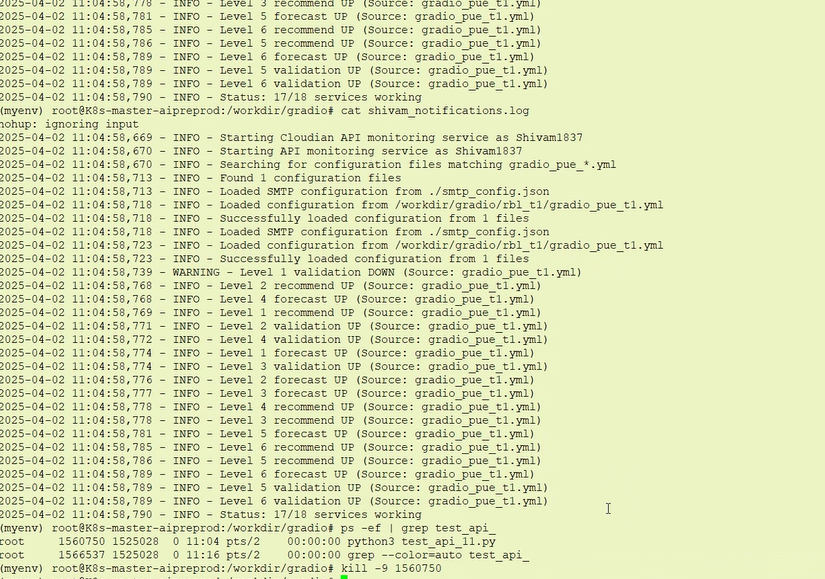 2025-04-02 11:04:58,778 - INFO - Level 3 recommend UP (Source: gradio_pue_t1.yml)
2025-04-02 11:04:58,781 - INFO - Level 5 forecast UP (Source: gradio_pue_t1.yml)
2025-04-02 11:04:58,785 - INFO - Level 6 recommend UP (Source: gradio_pue_t1.yml)
2025-04-02 11:04:58,786 - INFO - Level 5 recommend UP (Source: gradio_pue_t1.yml)
2025-04-02 11:04:58,789 - INFO - Level 6 forecast UP (Source: gradio_pue_t1.yml)
2025-04-02 11:04:58,789 - INFO - Level 5 validation UP (Source: gradio_pue_t1.yml)
2025-04-02 11:04:58,789 - INFO - Level 6 validation UP (Source: gradio_pue_t1.yml)
2025-04-02 11:04:58,790 - INFO - Status: 17/18 services working
(myenv) root@K8s-master-aipreprod:/workdir/gradio# cat shivam_notifications.log
nohup: ignoring input
2025-04-02 11:04:58,669 - INFO - Starting Cloudian API monitoring service as Shivam1837
2025-04-02 11:04:58,670 - INFO - Starting API monitoring service as Shivam1837
2025-04-02 11:04:58,670 - INFO - Searching for configuration files matching gradio_pue_*.yml
2025-04-02 11:04:58,713 - INFO - Found 1 configuration files
2025-04-02 11:04:58,713 - INFO - Loaded SMTP configuration from ./smtp_config.json
2025-04-02 11:04:58,718 - INFO - Loaded configuration from /workdir/gradio/rbl_t1/gradio_pue_t1.yml
2025-04-02 11:04:58,718 - INFO - Successfully loaded configuration from 1 files
2025-04-02 11:04:58,718 - INFO - Loaded SMTP configuration from ./smtp_config.json
2025-04-02 11:04:58,723 - INFO - Loaded configuration from /workdir/gradio/rbl_t1/gradio_pue_t1.yml
2025-04-02 11:04:58,723 - INFO - Successfully loaded configuration from 1 files
2025-04-02 11:04:58,739 - WARNING - Level 1 validation DOWN (Source: gradio_pue_t1.yml)
2025-04-02 11:04:58,768 - INFO - Level 2 recommend UP (Source: gradio_pue_t1.yml)
2025-04-02 11:04:58,768 - INFO - Level 4 forecast UP (Source: gradio_pue_t1.yml)
2025-04-02 11:04:58,769 - INFO - Level 1 recommend UP (Source: gradio_pue_t1.yml)
2025-04-02 11:04:58,771 - INFO - Level 2 validation UP (Source: gradio_pue_t1.yml)
2025-04-02 11:04:58,772 - INFO - Level 4 validation UP (Source: gradio_pue_t1.yml)
2025-04-02 11:04:58,774 - INFO - Level 1 forecast UP (Source: gradio_pue_t1.yml)
2025-04-02 11:04:58,774 - INFO - Level 3 validation UP (Source: gradio_pue_t1.yml)
2025-04-02 11:04:58,776 - INFO - Level 2 forecast UP (Source: gradio_pue_t1.yml)
2025-04-02 11:04:58,777 - INFO - Level 3 forecast UP (Source: gradio_pue_t1.yml)
2025-04-02 11:04:58,778 - INFO - Level 4 recommend UP (Source: gradio_pue_t1.yml)
2025-04-02 11:04:58,778 - INFO - Level 3 recommend UP (Source: gradio_pue_t1.yml)
2025-04-02 11:04:58,781 - INFO - Level 5 forecast UP (Source: gradio_pue_t1.yml)
2025-04-02 11:04:58,785 - INFO - Level 6 recommend UP (Source: gradio_pue_t1.yml)
2025-04-02 11:04:58,786 - INFO - Level 5 recommend UP (Source: gradio_pue_t1.yml)
2025-04-02 11:04:58,789 - INFO - Level 6 forecast UP (Source: gradio_pue_t1.yml)
2025-04-02 11:04:58,789 - INFO - Level 5 validation UP (Source: gradio_pue_t1.yml)
2025-04-02 11:04:58,789 - INFO - Level 6 validation UP (Source: gradio_pue_t1.yml)
2025-04-02 11:04:58,790 - INFO - Status: 17/18 services working
(myenv) root@K8s-master-aipreprod:/workdir/gradio# ps -ef | grep test_api_
root 1560750 1525028 0 11:04 pts/2 00:00:00 python3 test_api_11.py
root 1566537 1525028 0 11:16 pts/2 00:00:00 grep --color=auto test_api_
(myenv) root@K8s-master-aipreprod:/workdir/gradio# kill -9 1560750